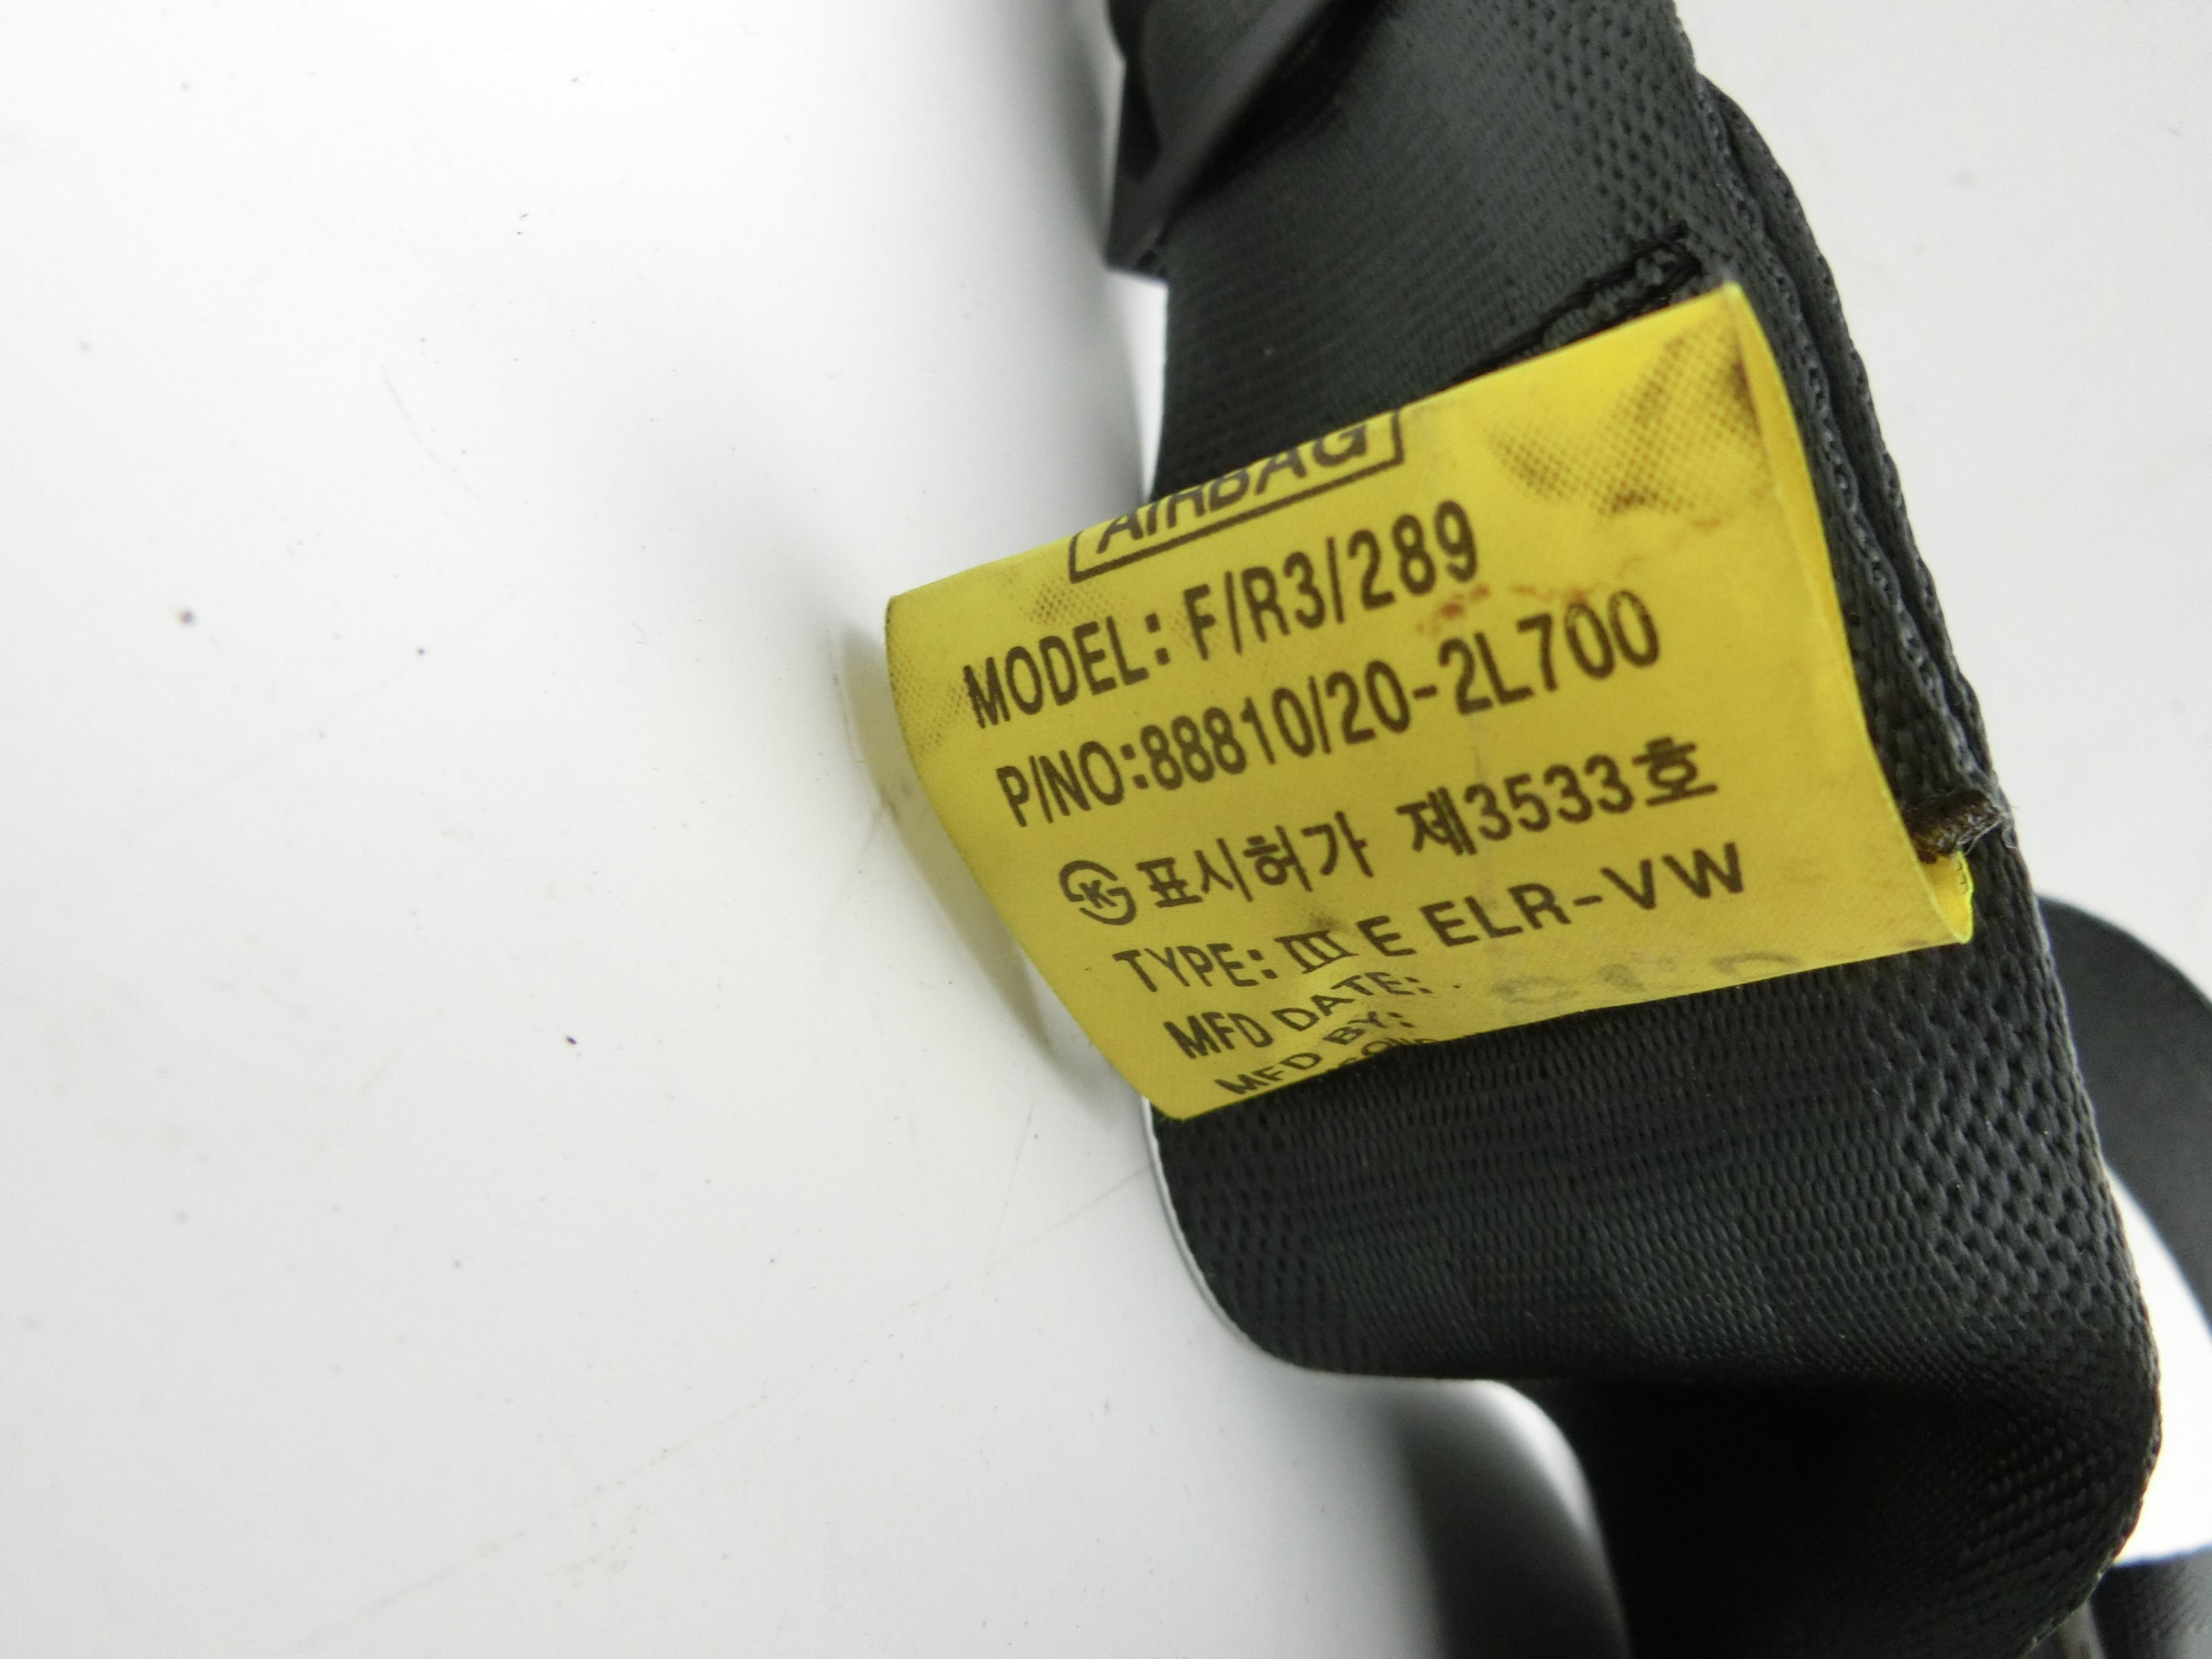 AIRBAG
MODEL: F/R3/289
P/NO:88810/20-2L700
표시허가 제3533호
TYPE: Ⅲ E ELR-VW
MFD DATE:
MFD BY: